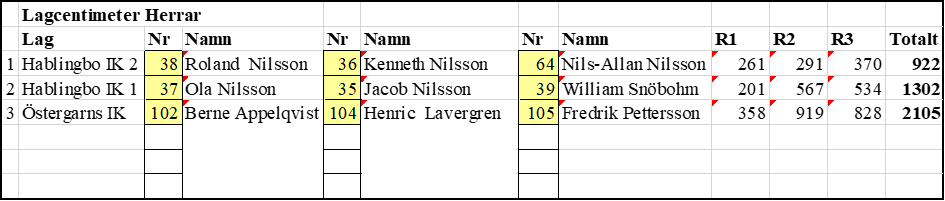 Lagcentimeter Herrar
Lag Nr Namn Nr Namn Nr Namn R1 R2 R3 Totalt
1 Hablingbo IK 2 38 Roland Nilsson 36 Kenneth Nilsson 64 Nils-Allan Nilsson 261 291 370 922
2 Hablingbo IK 1 37 Ola Nilsson 35 Jacob Nilsson 39 William Snöbohm 201 567 534 1302
3 Östergarns IK 102 Berne Appelqvist 104 Henric Lavergren 105 Fredrik Pettersson 358 919 828 2105